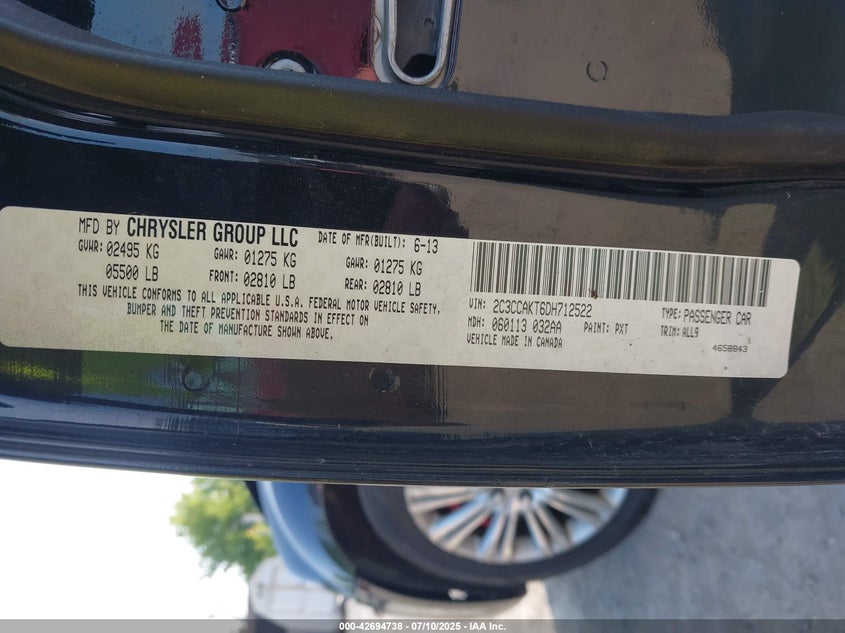 MFD BY CHRYSLER GROUP LLC DATE OF MFR(BUILT): 6-13
GVWR: 02495 KG GAWR: 01275 KG GAWR: 01275 KG
05500 LB FRONT: 02810 LB REAR: 02810 LB
THIS VEHICLE CONFORMS TO ALL APPLICABLE U.S.A. FEDERAL MOTOR VEHICLE SAFETY,
BUMPER AND THEFT PREVENTION STANDARDS IN EFFECT ON
THE DATE OF MANUFACTURE SHOWN ABOVE.
VIN: 2C3CCAKT6DH712522 TYPE: PASSENGER CAR
MDH: 060113 032AA PAINT: PXT TRIM: ALL9
VEHICLE MADE IN CANADA 4658843
000-42694738 - 07/10/2025 - IAA Inc.